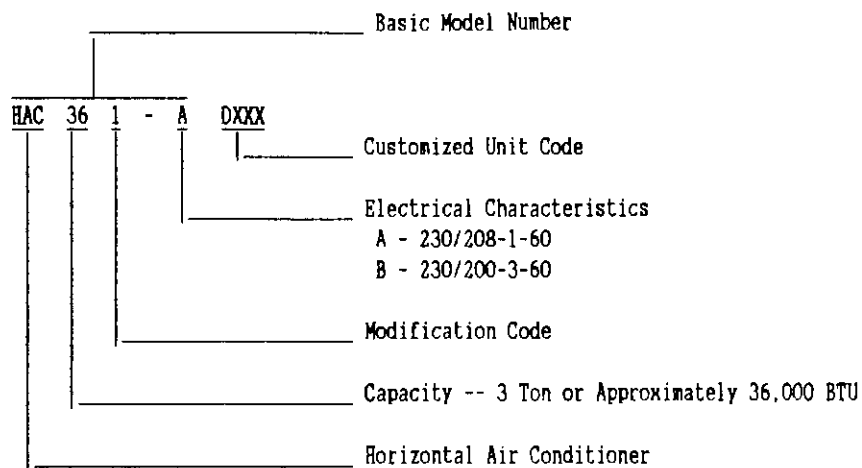 Basic Model Number
HAC 36 1 - A DXXX
Customized Unit Code
Electrical Characteristics
A - 230/208-1-60
B - 230/200-3-60
Modification Code
Capacity -- 3 Ton or Approximately 36,000 BTU
Horizontal Air Conditioner